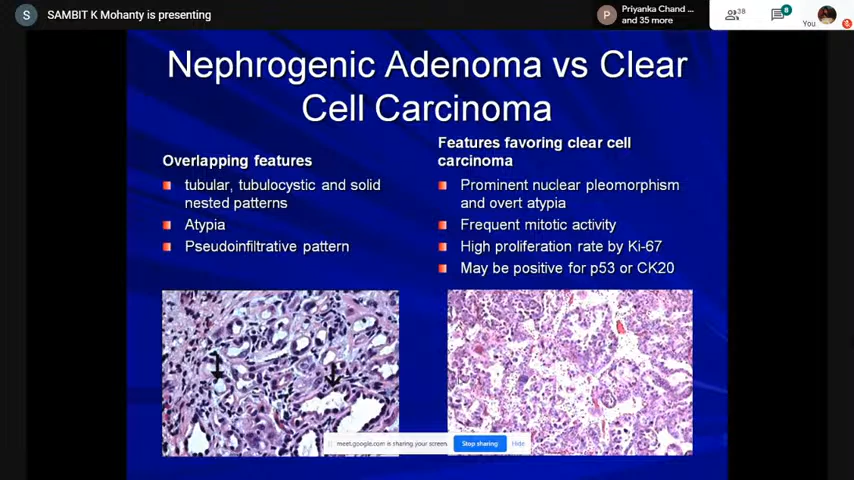 S SAMBIT K Mohanty is presenting
P Priyanka Chand ...
and 35 more
38
8
You
Nephrogenic Adenoma vs Clear
Cell Carcinoma
Overlapping features
tubular, tubulocystic and solid
nested patterns
Atypia
Pseudoinfiltrative pattern
Features favoring clear cell
carcinoma
Prominent nuclear pleomorphism
and overt atypia
Frequent mitotic activity
High proliferation rate by Ki-67
May be positive for p53 or CK20
meet.google.com is sharing your screen.
Stop sharing
Hide